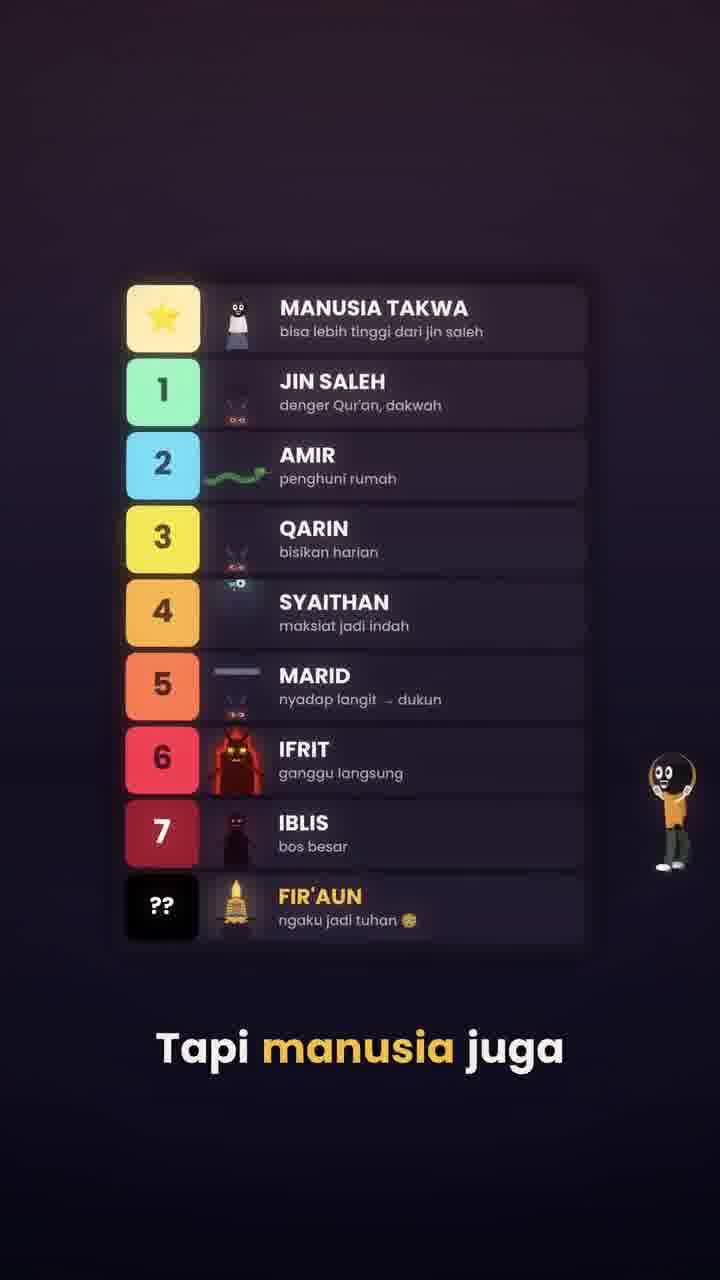 MANUSIA TAKWA
bisa lebih tinggi dari jin saleh
1
JIN SALEH
denger Qur'an, dakwah
2
AMIR
penghuni rumah
3
QARIN
bisikan harian
4
SYAITHAN
maksiat jadi indah
5
MARID
nyadap langit → dukun
6
IFRIT
ganggu langsung
7
IBLIS
bos besar
??
FIR'AUN
ngaku jadi tuhan
Tapi manusia juga